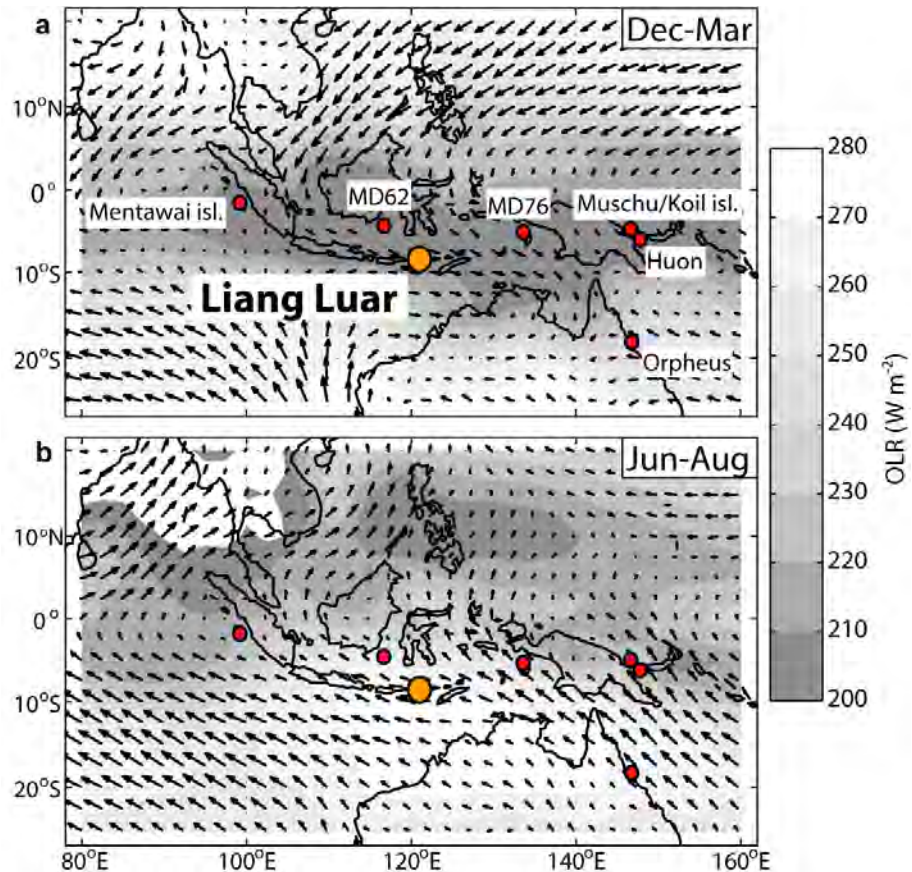 a
Dec-Mar
10°N
0°
10°S
20°S
Mentawai isl.
MD62
MD76
Muschu/Koil isl.
Huon
Liang Luar
Orpheus
b
Jun-Aug
10°N
0°
10°S
20°S
80°E
100°E
120°E
140°E
160°E
280
270
260
250
240
230
220
210
200
OLR (W m-2)